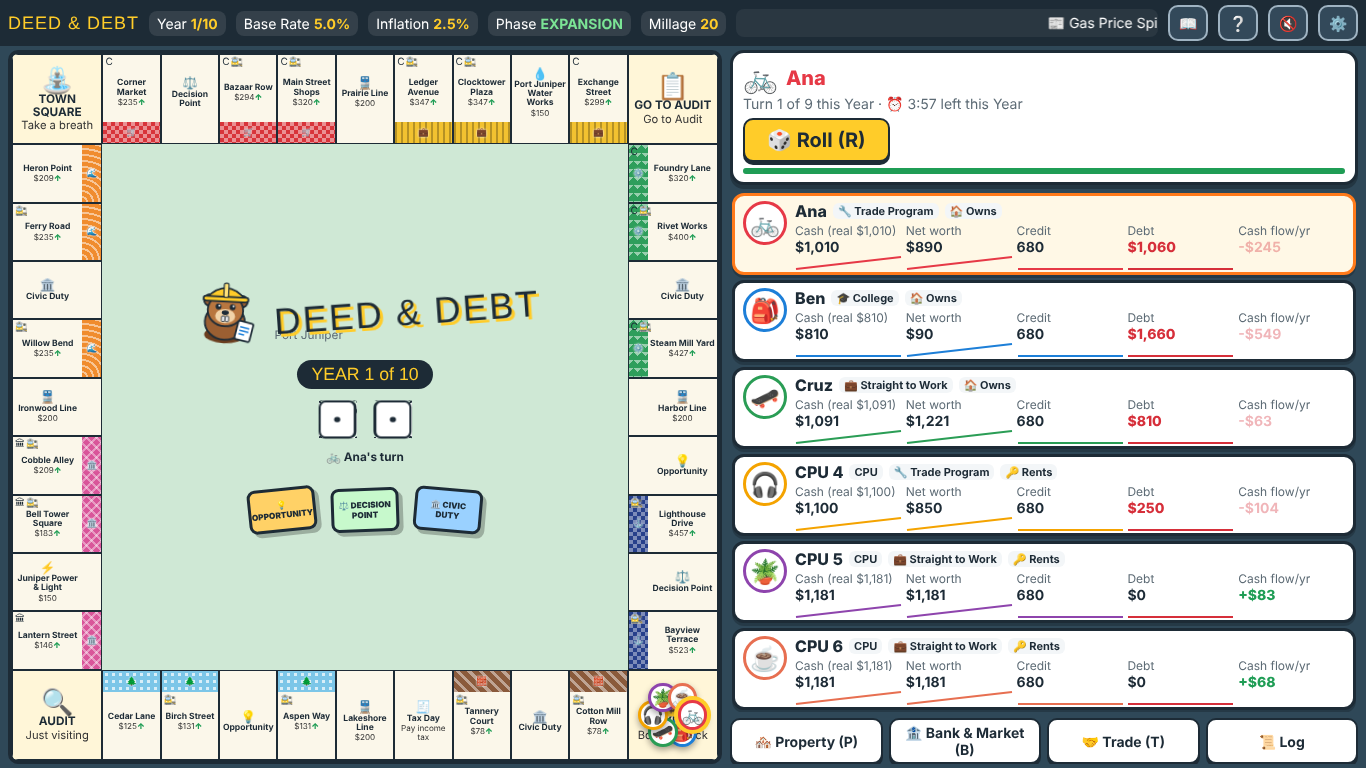 DEED & DEBT
Year 1/10
Base Rate 5.0%
Inflation 2.5%
Phase EXPANSION
Millage 20
Gas Price Spi
TOWN SQUARE
Take a breath
C
Corner Market
$235↑
Decision Point
C
Bazaar Row
$294↑
C
Main Street Shops
$320↑
Prairie Line
$200
C
Ledger Avenue
$347↑
C
Clocktower Plaza
$347↑
Port Juniper Water Works
$150
C
Exchange Street
$299↑
GO TO AUDIT
Go to Audit
Heron Point
$209↑
Ferry Road
$235↑
Civic Duty
Willow Bend
$235↑
Ironwood Line
$200
Cobble Alley
$209↑
Bell Tower Square
$183↑
Juniper Power & Light
$150
Lantern Street
$146↑
Foundry Lane
$320↑
Rivet Works
$400↑
Civic Duty
Steam Mill Yard
$427↑
Harbor Line
$200
Opportunity
Lighthouse Drive
$457↑
Decision Point
Bayview Terrace
$523↑
DEED & DEBT
Port Juniper
YEAR 1 of 10
Ana's turn
OPPORTUNITY
DECISION POINT
CIVIC DUTY
AUDIT
Just visiting
Cedar Lane
$125↑
Birch Street
$131↑
Opportunity
Aspen Way
$131↑
Lakeshore Line
$200
Tax Day
Pay income tax
Tannery Court
$78↑
Civic Duty
Cotton Mill Row
$78↑
Ana
Turn 1 of 9 this Year · ⏰ 3:57 left this Year
Roll (R)
Ana Trade Program Owns
Cash (real $1,010) Net worth Credit Debt Cash flow/yr
$1,010 $890 680 $1,060 -$245
Ben College Owns
Cash (real $810) Net worth Credit Debt Cash flow/yr
$810 $90 680 $1,660 -$549
Cruz Straight to Work Owns
Cash (real $1,091) Net worth Credit Debt Cash flow/yr
$1,091 $1,221 680 $810 -$63
CPU 4 CPU Trade Program Rents
Cash (real $1,100) Net worth Credit Debt Cash flow/yr
$1,100 $850 680 $250 -$104
CPU 5 CPU Straight to Work Rents
Cash (real $1,181) Net worth Credit Debt Cash flow/yr
$1,181 $1,181 680 $0 +$83
CPU 6 CPU Straight to Work Rents
Cash (real $1,181) Net worth Credit Debt Cash flow/yr
$1,181 $1,181 680 $0 +$68
Property (P)
Bank & Market (B)
Trade (T)
Log